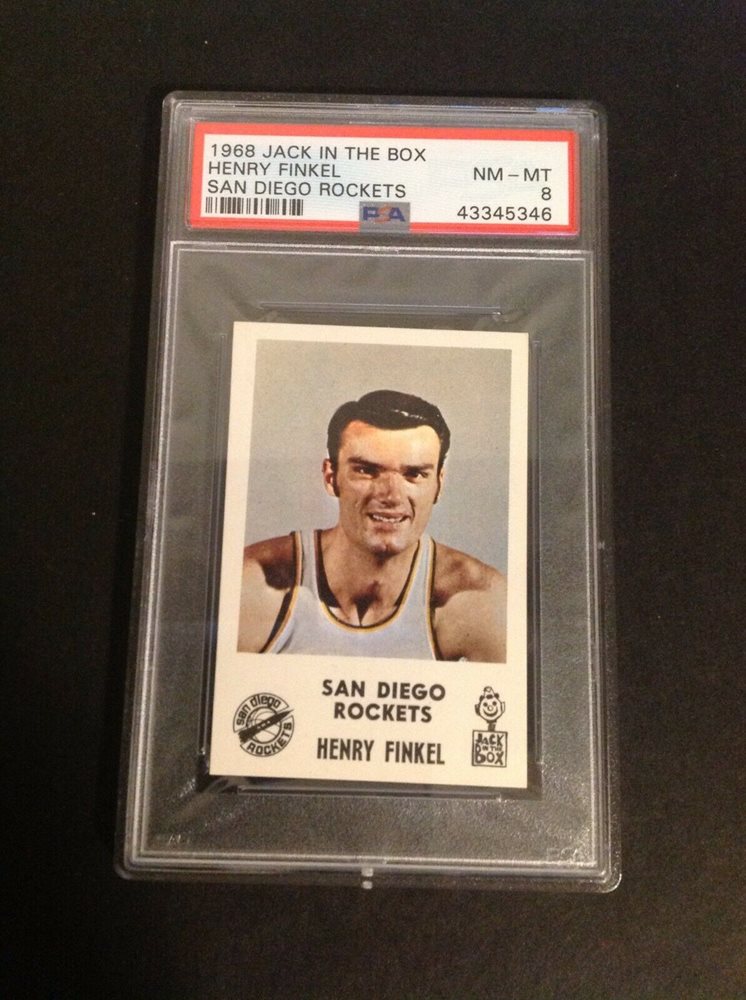 1968 JACK IN THE BOX
HENRY FINKEL
SAN DIEGO ROCKETS
NM – MT
8
43345346
PSA
SAN DIEGO
ROCKETS
HENRY FINKEL
san diego
ROCKETS
JACK
IN THE
BOX